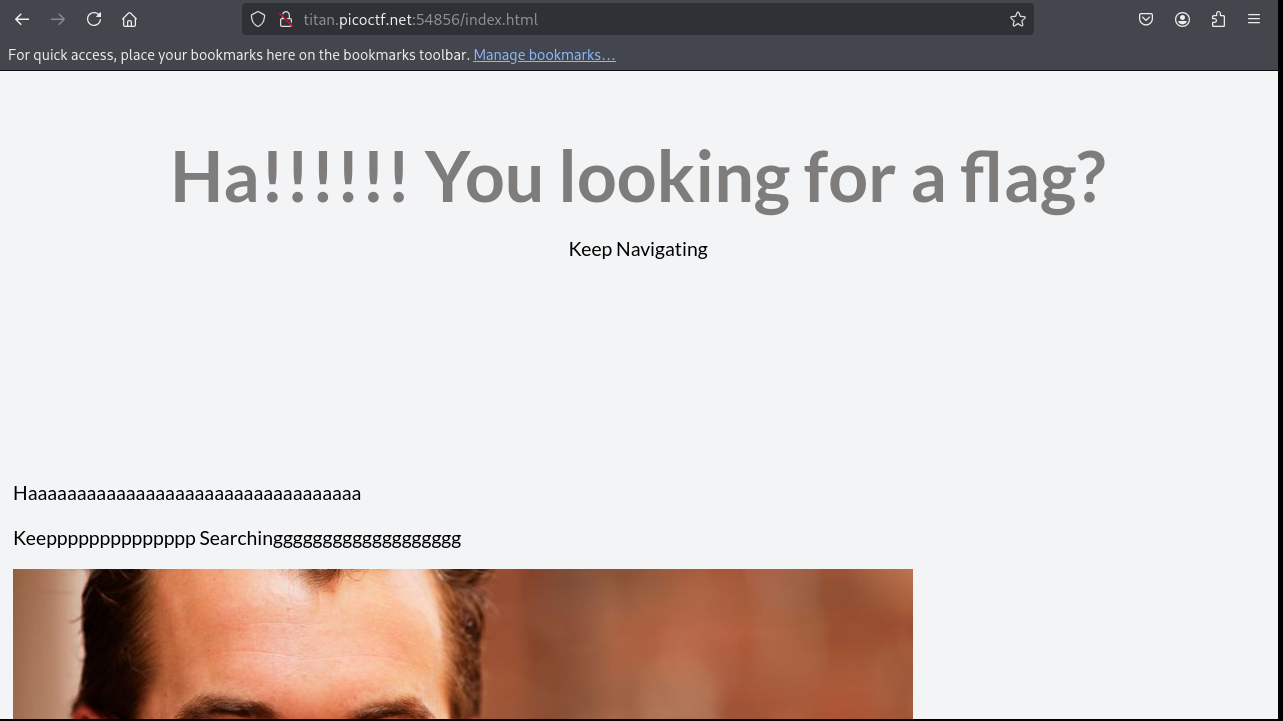 titan.picoctf.net:54856/index.html
For quick access, place your bookmarks here on the bookmarks toolbar. Manage bookmarks…
Ha!!!!!! You looking for a flag?
Keep Navigating
Haaaaaaaaaaaaaaaaaaaaaaaaaaaaaaaaaa
Keepppppppppppppp Searchinggggggggggggggggggg